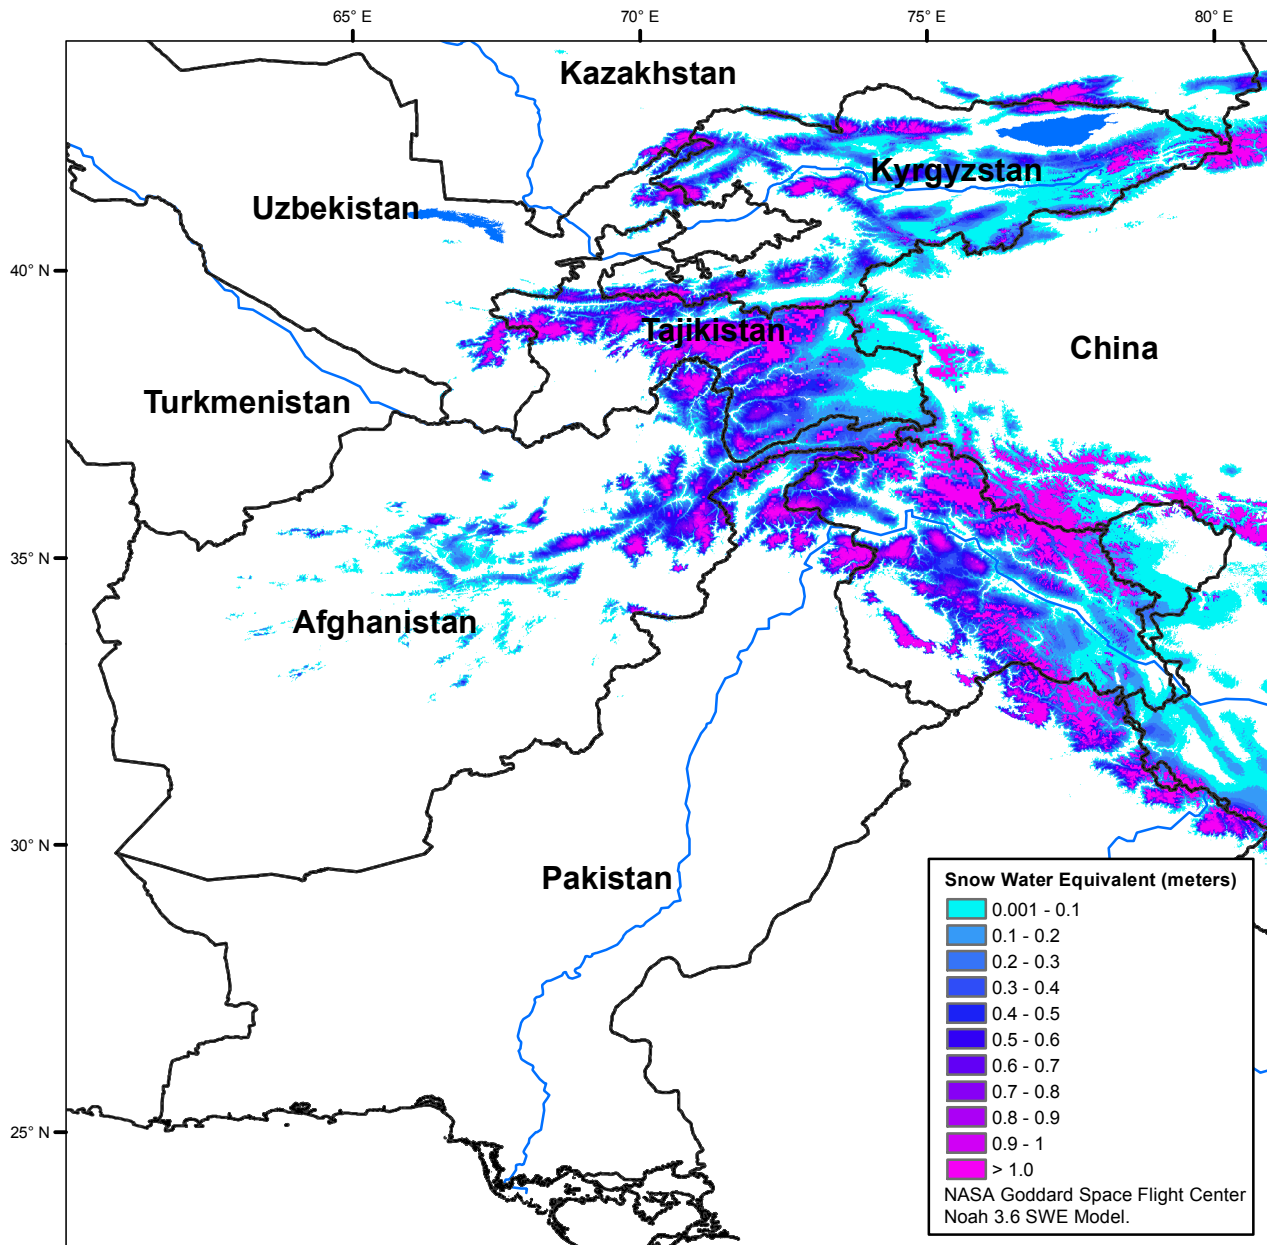 65° E
70° E
75° E
80° E
Kazakhstan
Kyrgyzstan
Uzbekistan
40° N
Tajikistan
China
Turkmenistan
35° N
Afghanistan
30° N
Pakistan
25° N
Snow Water Equivalent (meters)
0.001 - 0.1
0.1 - 0.2
0.2 - 0.3
0.3 - 0.4
0.4 - 0.5
0.5 - 0.6
0.6 - 0.7
0.7 - 0.8
0.8 - 0.9
0.9 - 1
> 1.0
NASA Goddard Space Flight Center
Noah 3.6 SWE Model.